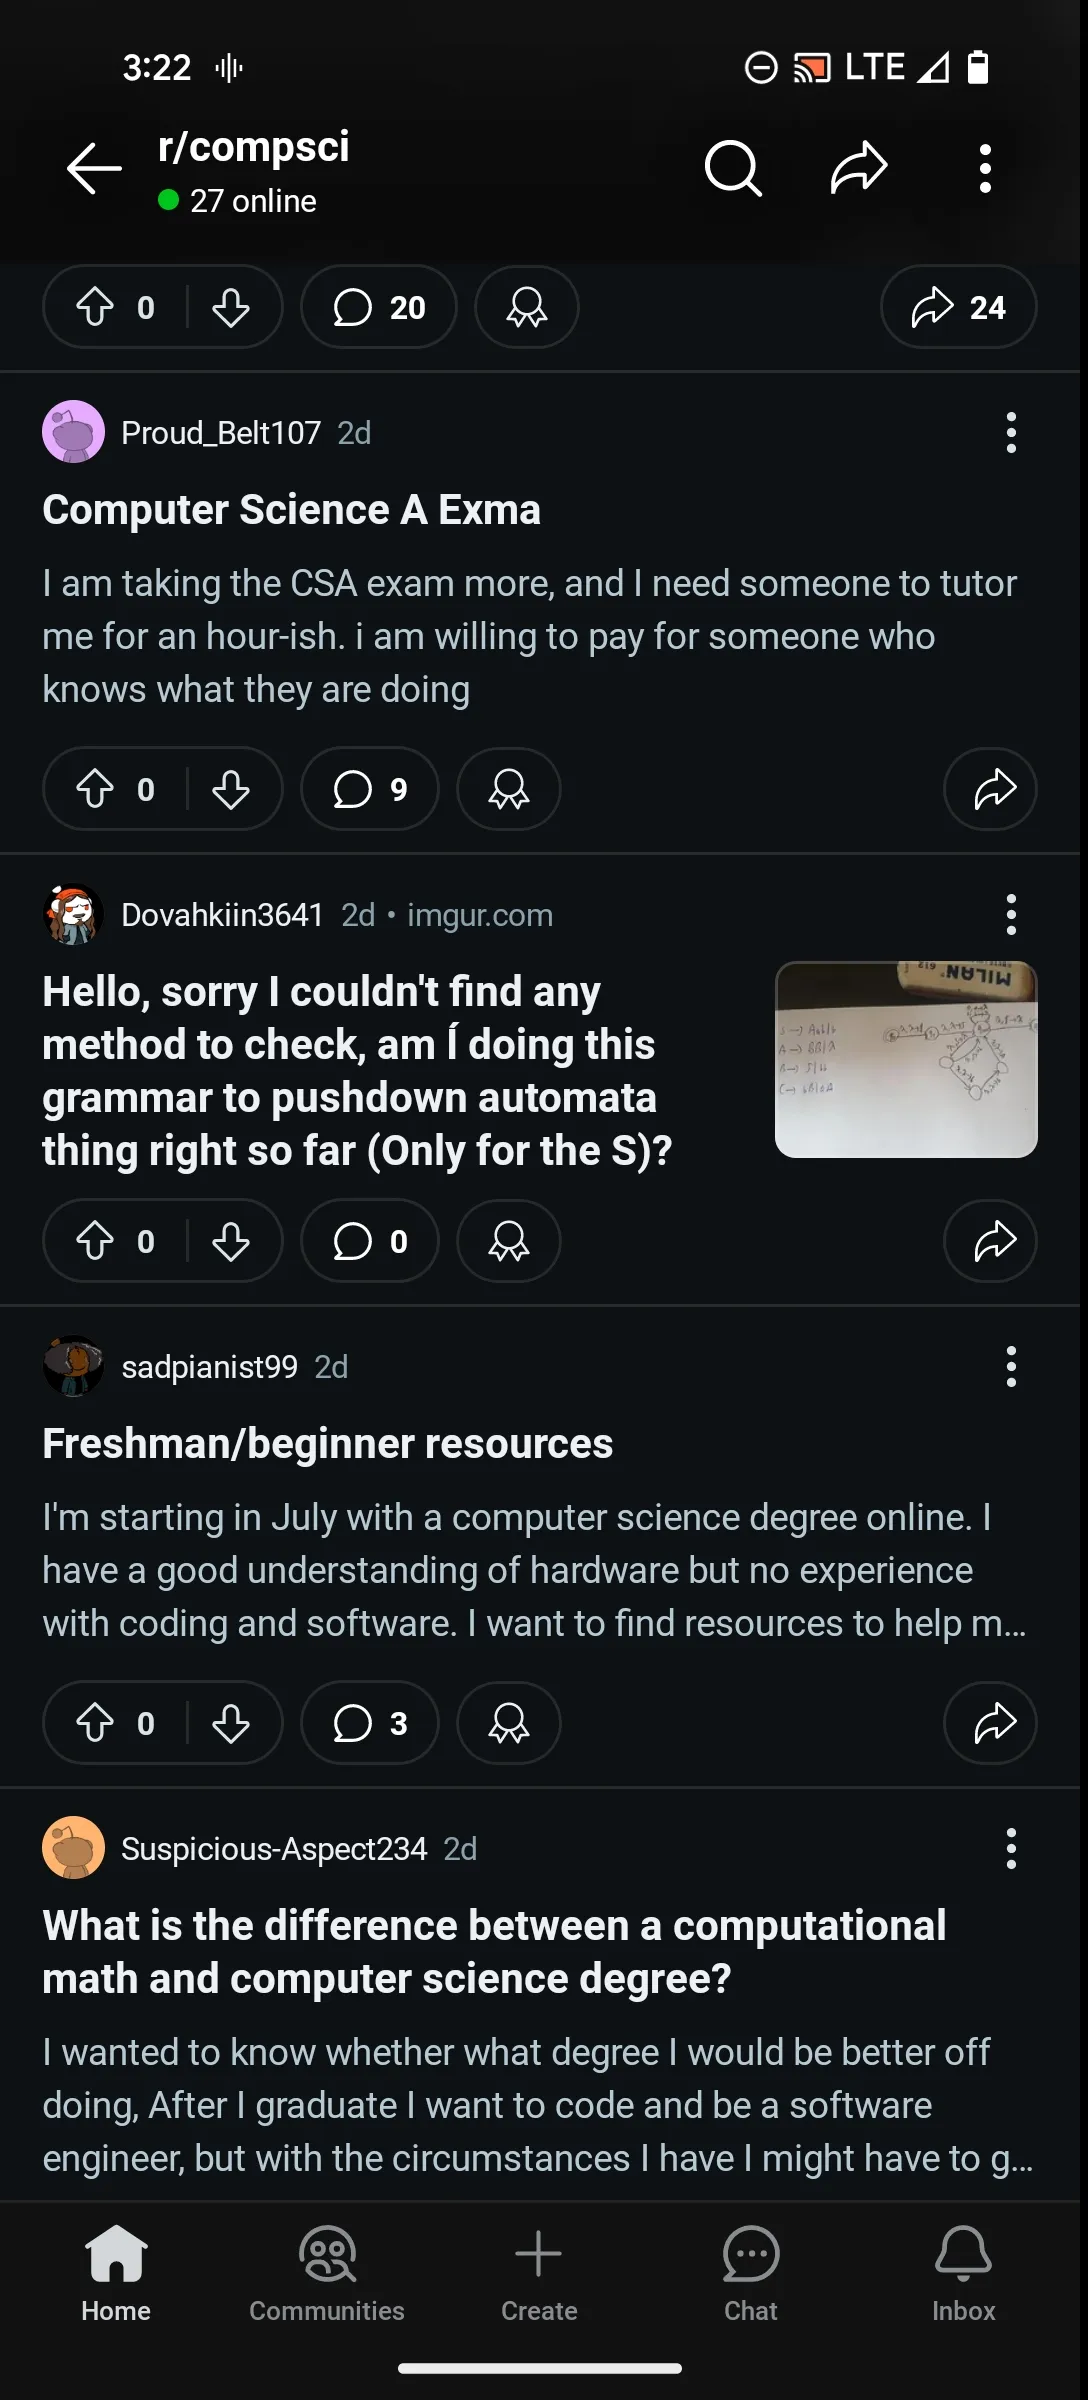 3:22
LTE
r/compsci
27 online
0
20
24
Proud_Belt107 2d
Computer Science A Exma
I am taking the CSA exam more, and I need someone to tutor
me for an hour-ish. i am willing to pay for someone who
knows what they are doing
0
9
Dovahkiin3641 2d • imgur.com
Hello, sorry I couldn't find any
method to check, am Í doing this
grammar to pushdown automata
thing right so far (Only for the S)?
MILAN
612
0
0
sadpianist99 2d
Freshman/beginner resources
I'm starting in July with a computer science degree online. I
have a good understanding of hardware but no experience
with coding and software. I want to find resources to help m...
0
3
Suspicious-Aspect234 2d
What is the difference between a computational
math and computer science degree?
I wanted to know whether what degree I would be better off
doing, After I graduate I want to code and be a software
engineer, but with the circumstances I have I might have to g...
Home
Communities
Create
Chat
Inbox